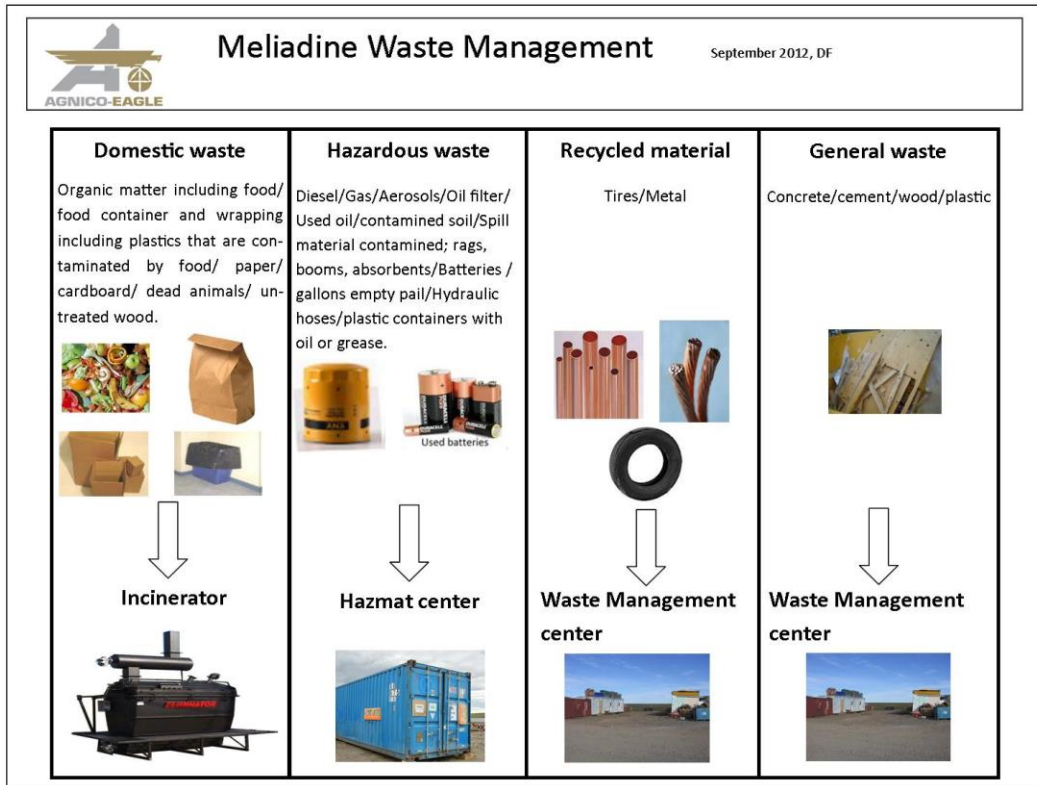 Meliadine Waste Management
September 2012, DF
AGNICO-EAGLE
Domestic waste
Organic matter including food/
food container and wrapping
including plastics that are con-
taminated by food/ paper/
cardboard/ dead animals/ un-
treated wood.
Incinerator
Hazardous waste
Diesel/Gas/Aerosols/Oil filter/
Used oil/contaminated soil/Spill
material contaminated; rags,
booms, absorbents/Batteries /
gallons empty pail/Hydraulic
hoses/plastic containers with
oil or grease.
DURACELL
DURACELL
Used batteries
Hazmat center
Recycled material
Tires/Metal
Waste Management
center
General waste
Concrete/cement/wood/plastic
Waste Management
center